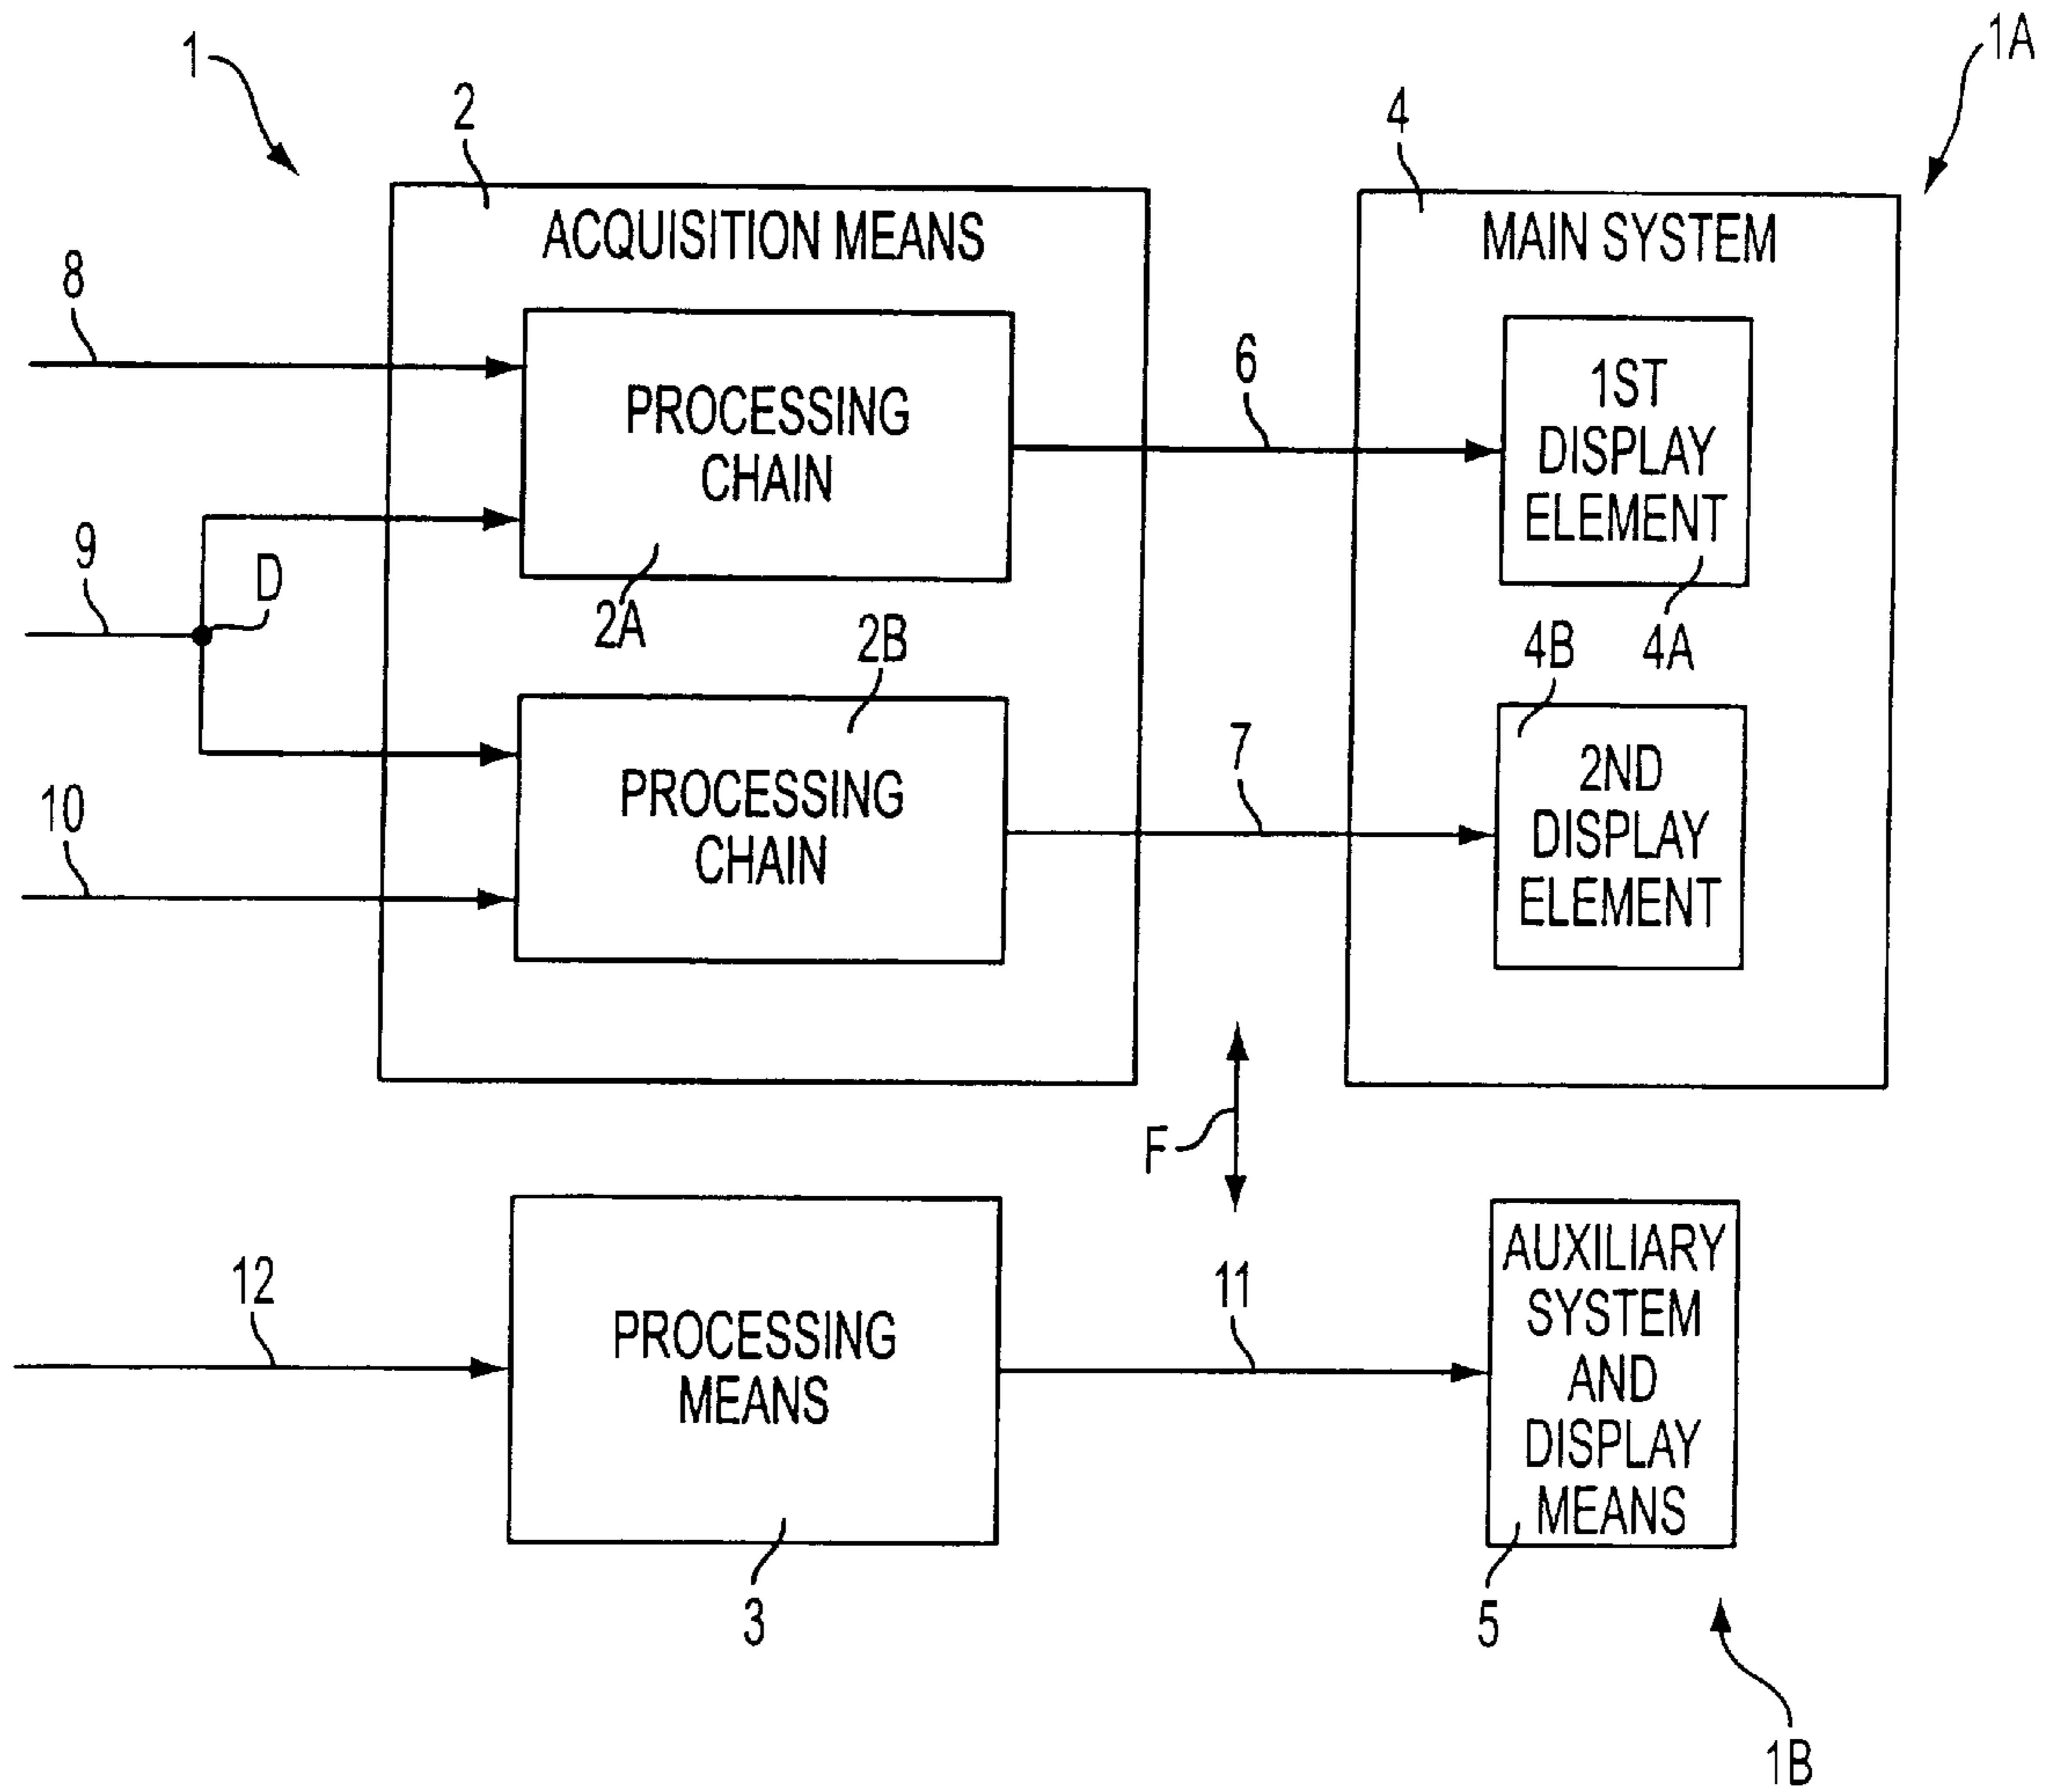 1
1A
2
4
ACQUISITION MEANS
MAIN SYSTEM
8
PROCESSING
CHAIN
2A
6
1ST
DISPLAY
ELEMENT
4A
9
D
2B
4B
PROCESSING
CHAIN
7
2ND
DISPLAY
ELEMENT
10
F
12
PROCESSING
MEANS
3
11
AUXILIARY
SYSTEM
AND
DISPLAY
MEANS
5
1B